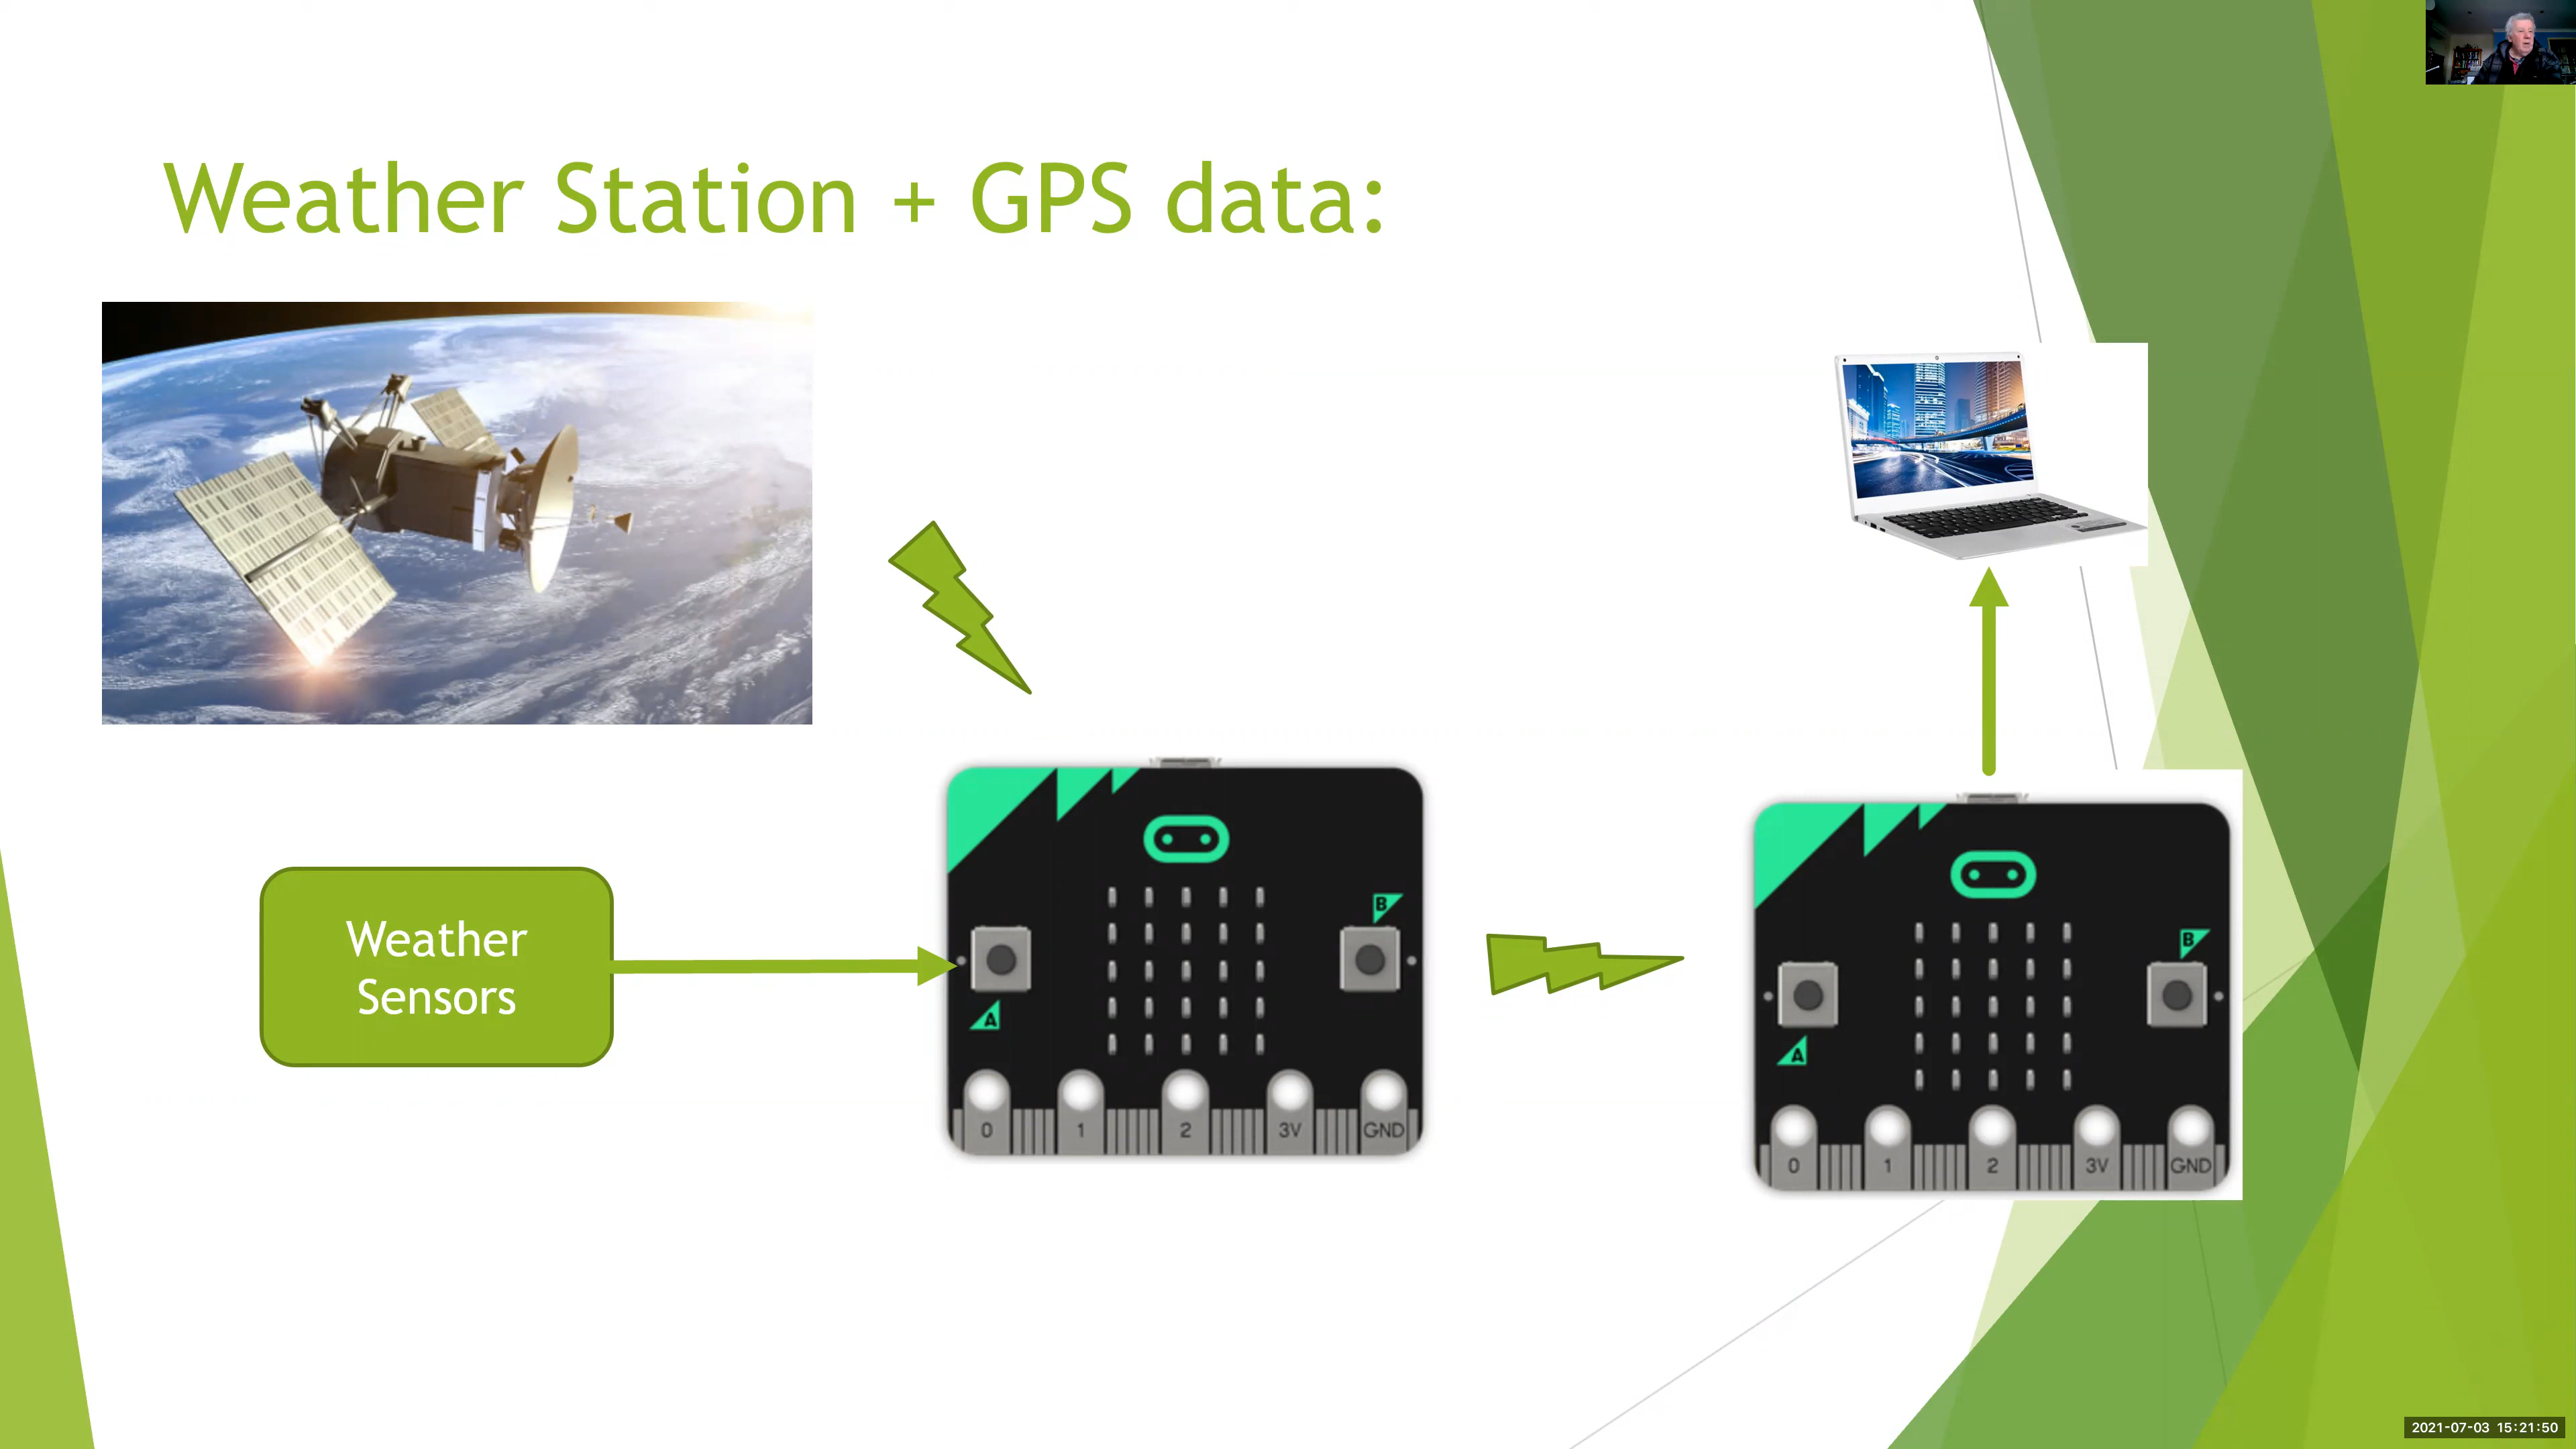 Weather Station + GPS data:
Weather
Sensors
B
A
0 1 2 3V GND
B
A
0 1 2 3V GND
2021-07-03 15:21:50